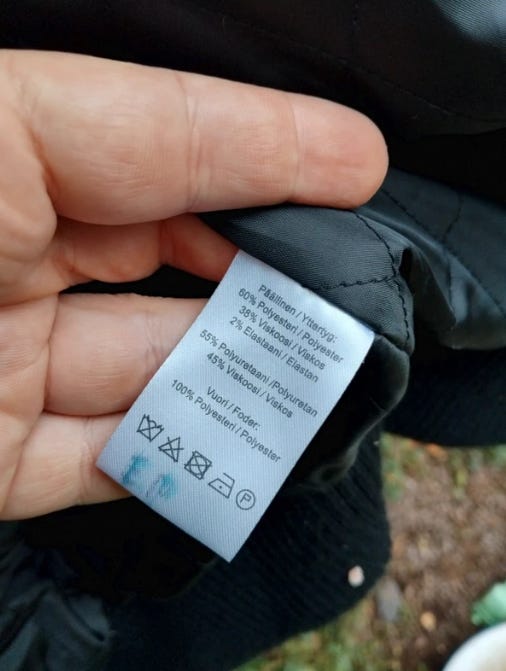 Päällinen / Yttertyg:
60% Polyesteri / Polyester
38% Viskoosi / Viskos
2% Elastaani / Elastan
55% Polyuretaani / Polyuretan
45% Viskoosi / Viskos
Vuori / Foder:
100% Polyesteri / Polyester
P